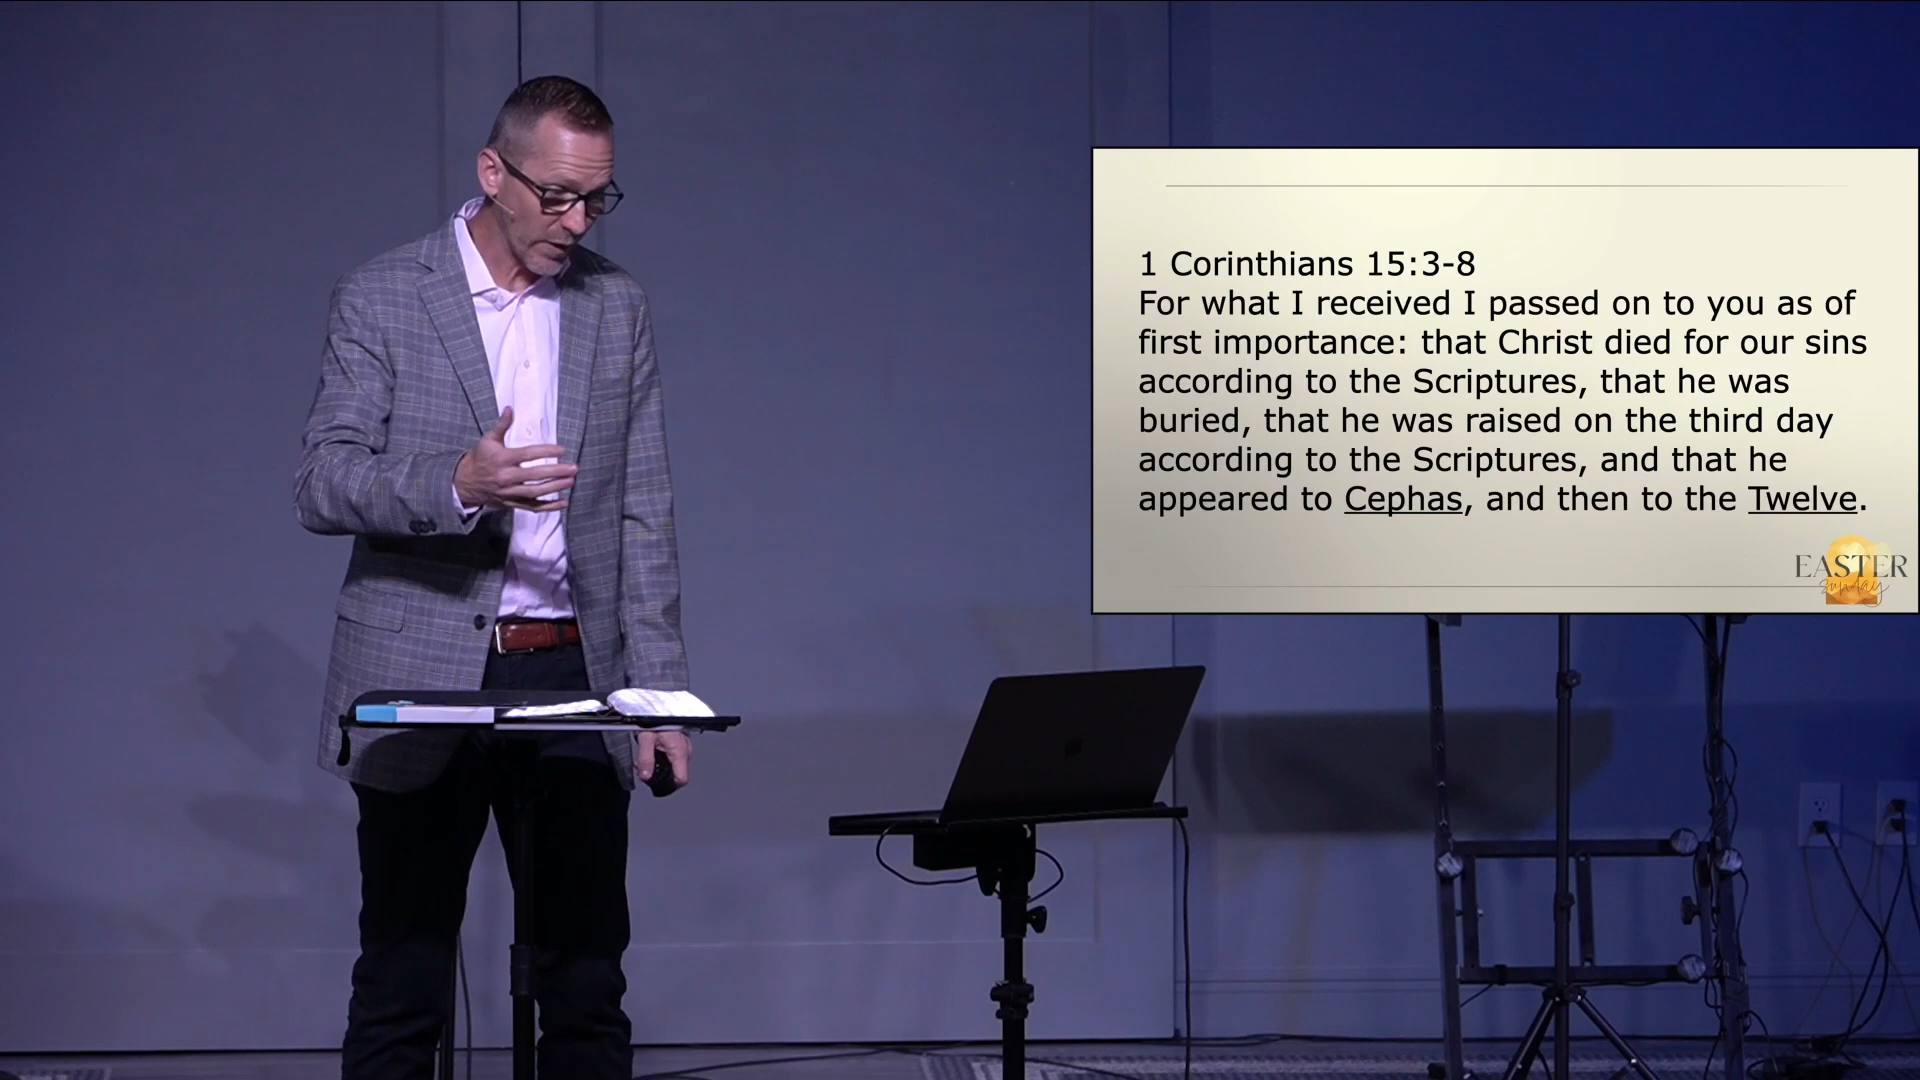 1 Corinthians 15:3-8
For what I received I passed on to you as of
first importance: that Christ died for our sins
according to the Scriptures, that he was
buried, that he was raised on the third day
according to the Scriptures, and that he
appeared to Cephas, and then to the Twelve.
EASTER
sunday